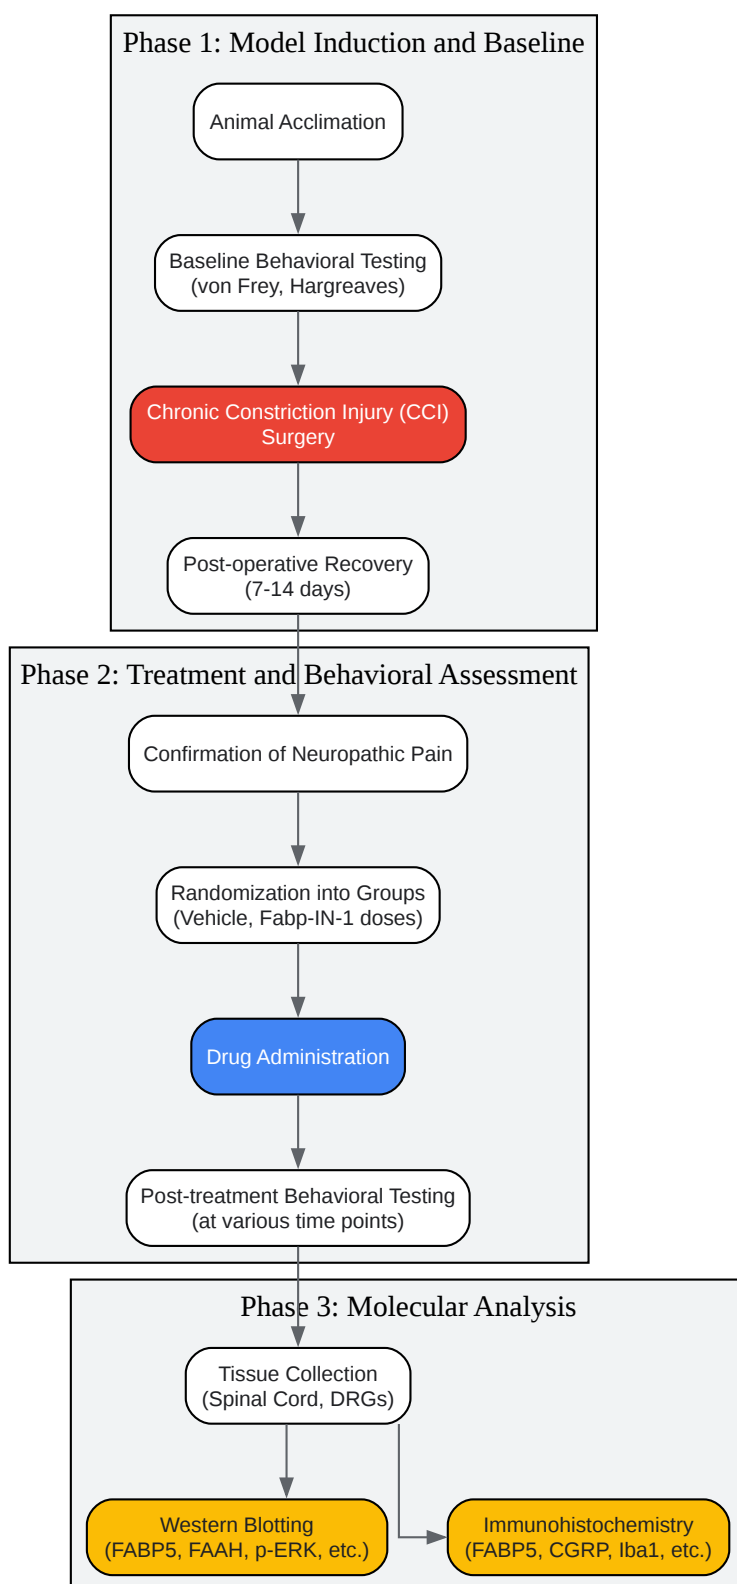 Phase 1: Model Induction and Baseline
Animal Acclimation
Baseline Behavioral Testing
(von Frey, Hargreaves)
Chronic Constriction Injury (CCI)
Surgery
Post-operative Recovery
(7-14 days)
Phase 2: Treatment and Behavioral Assessment
Confirmation of Neuropathic Pain
Randomization into Groups
(Vehicle, Fabp-IN-1 doses)
Drug Administration
Post-treatment Behavioral Testing
(at various time points)
Phase 3: Molecular Analysis
Tissue Collection
(Spinal Cord, DRGs)
Western Blotting
(FABP5, FAAH, p-ERK, etc.)
Immunohistochemistry
(FABP5, CGRP, Iba1, etc.)